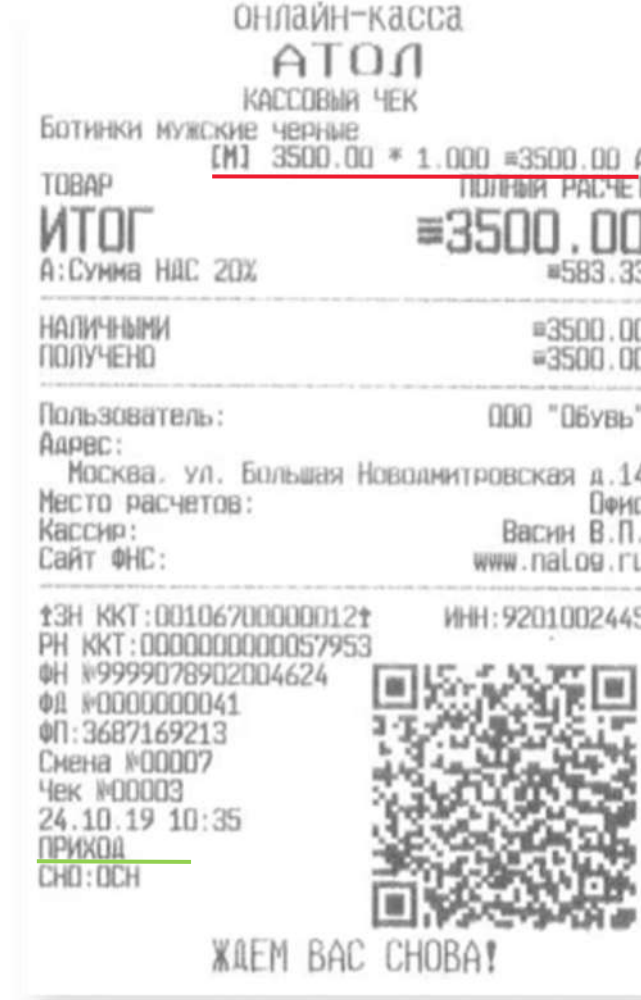 онлайн-касса
АТОЛ
КАССОВЫЙ ЧЕК
Ботинки мужские черные
[М] 3500.00 * 1.000 ≡3500.00 А
ТОВАР ПОЛНЫЙ РАСЧЕТ
ИТОГ ≡3500.00
А:Сумма НДС 20% ≡583.33
НАЛИЧНЫМИ ≡3500.00
ПОЛУЧЕНО ≡3500.00
Пользователь: ООО "Обувь"
Адрес:
Москва. ул. Большая Новодмитровская д.14
Место расчетов: Офис
Кассир: Васин В.П.
Сайт ФНС: www.nalog.ru
↑ЗН ККТ:00106700000012↑ ИНН:9201002445
РН ККТ:0000000000057953
ФН №9999078902004624
ФД №0000000041
ФП:3687169213
Смена №00007
Чек №00003
24.10.19 10:35
ПРИХОД
СНО:ОСН
ЖДЕМ ВАС СНОВА!